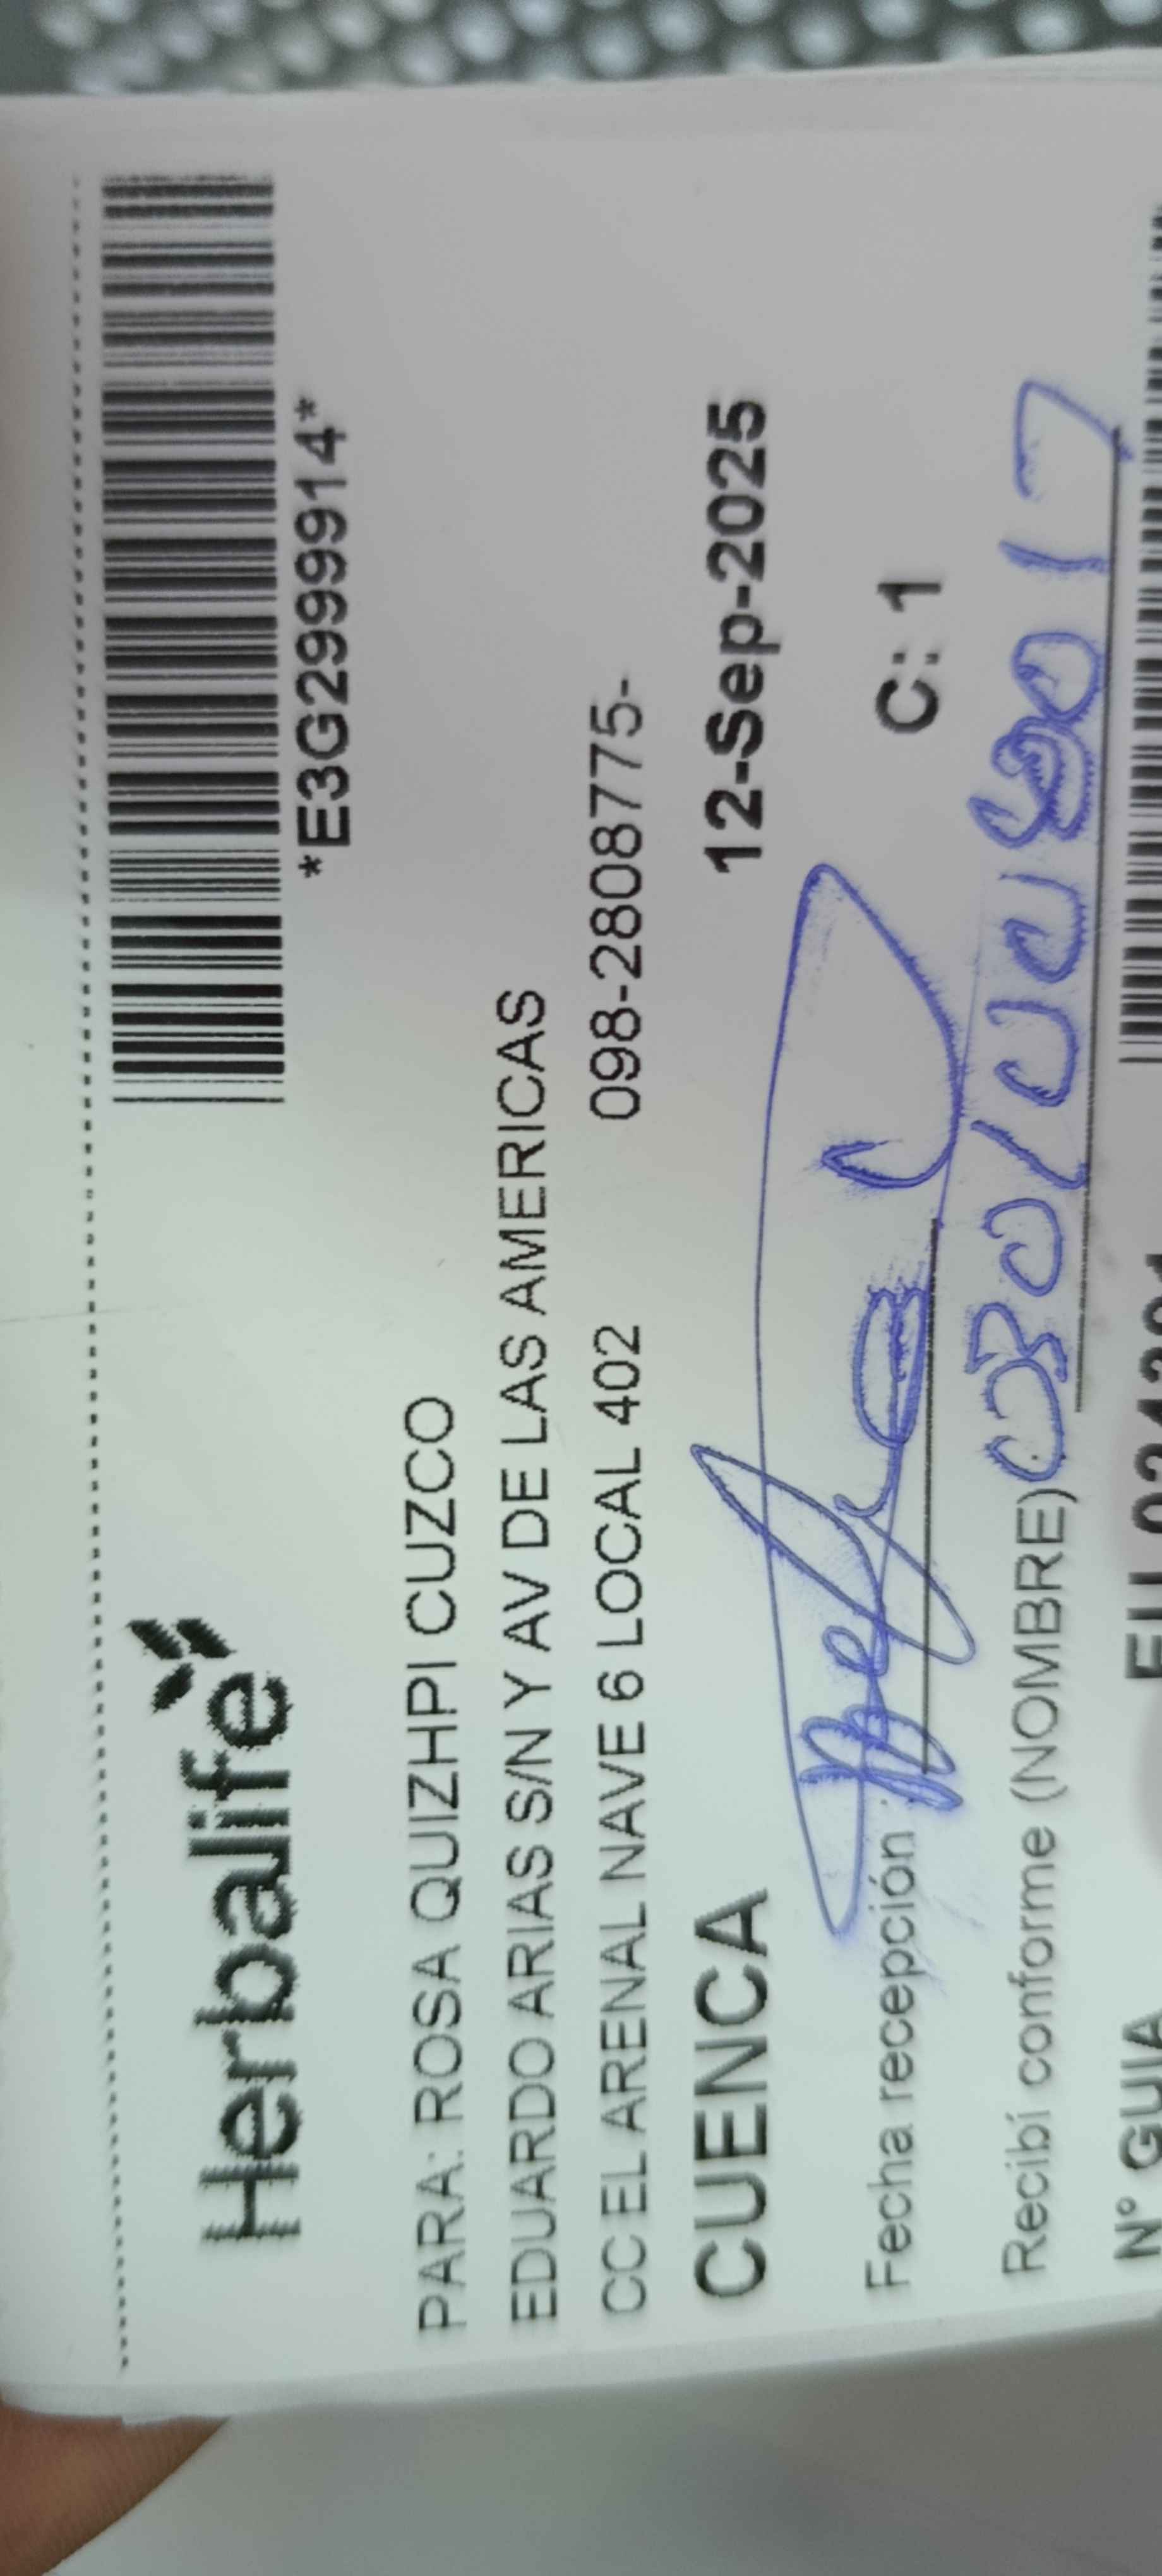 *E3G299914*
Herbalife
PARA: ROSA QUIZHPI CUZCO
EDUARDO ARIAS S/N Y AV DE LAS AMERICAS
CC EL ARENAL NAVE 6 LOCAL 402 098-2808775-
CUENCA 12-Sep-2025
Fecha recepción : C: 1
Recibí conforme (NOMBRE)
N° GUIA